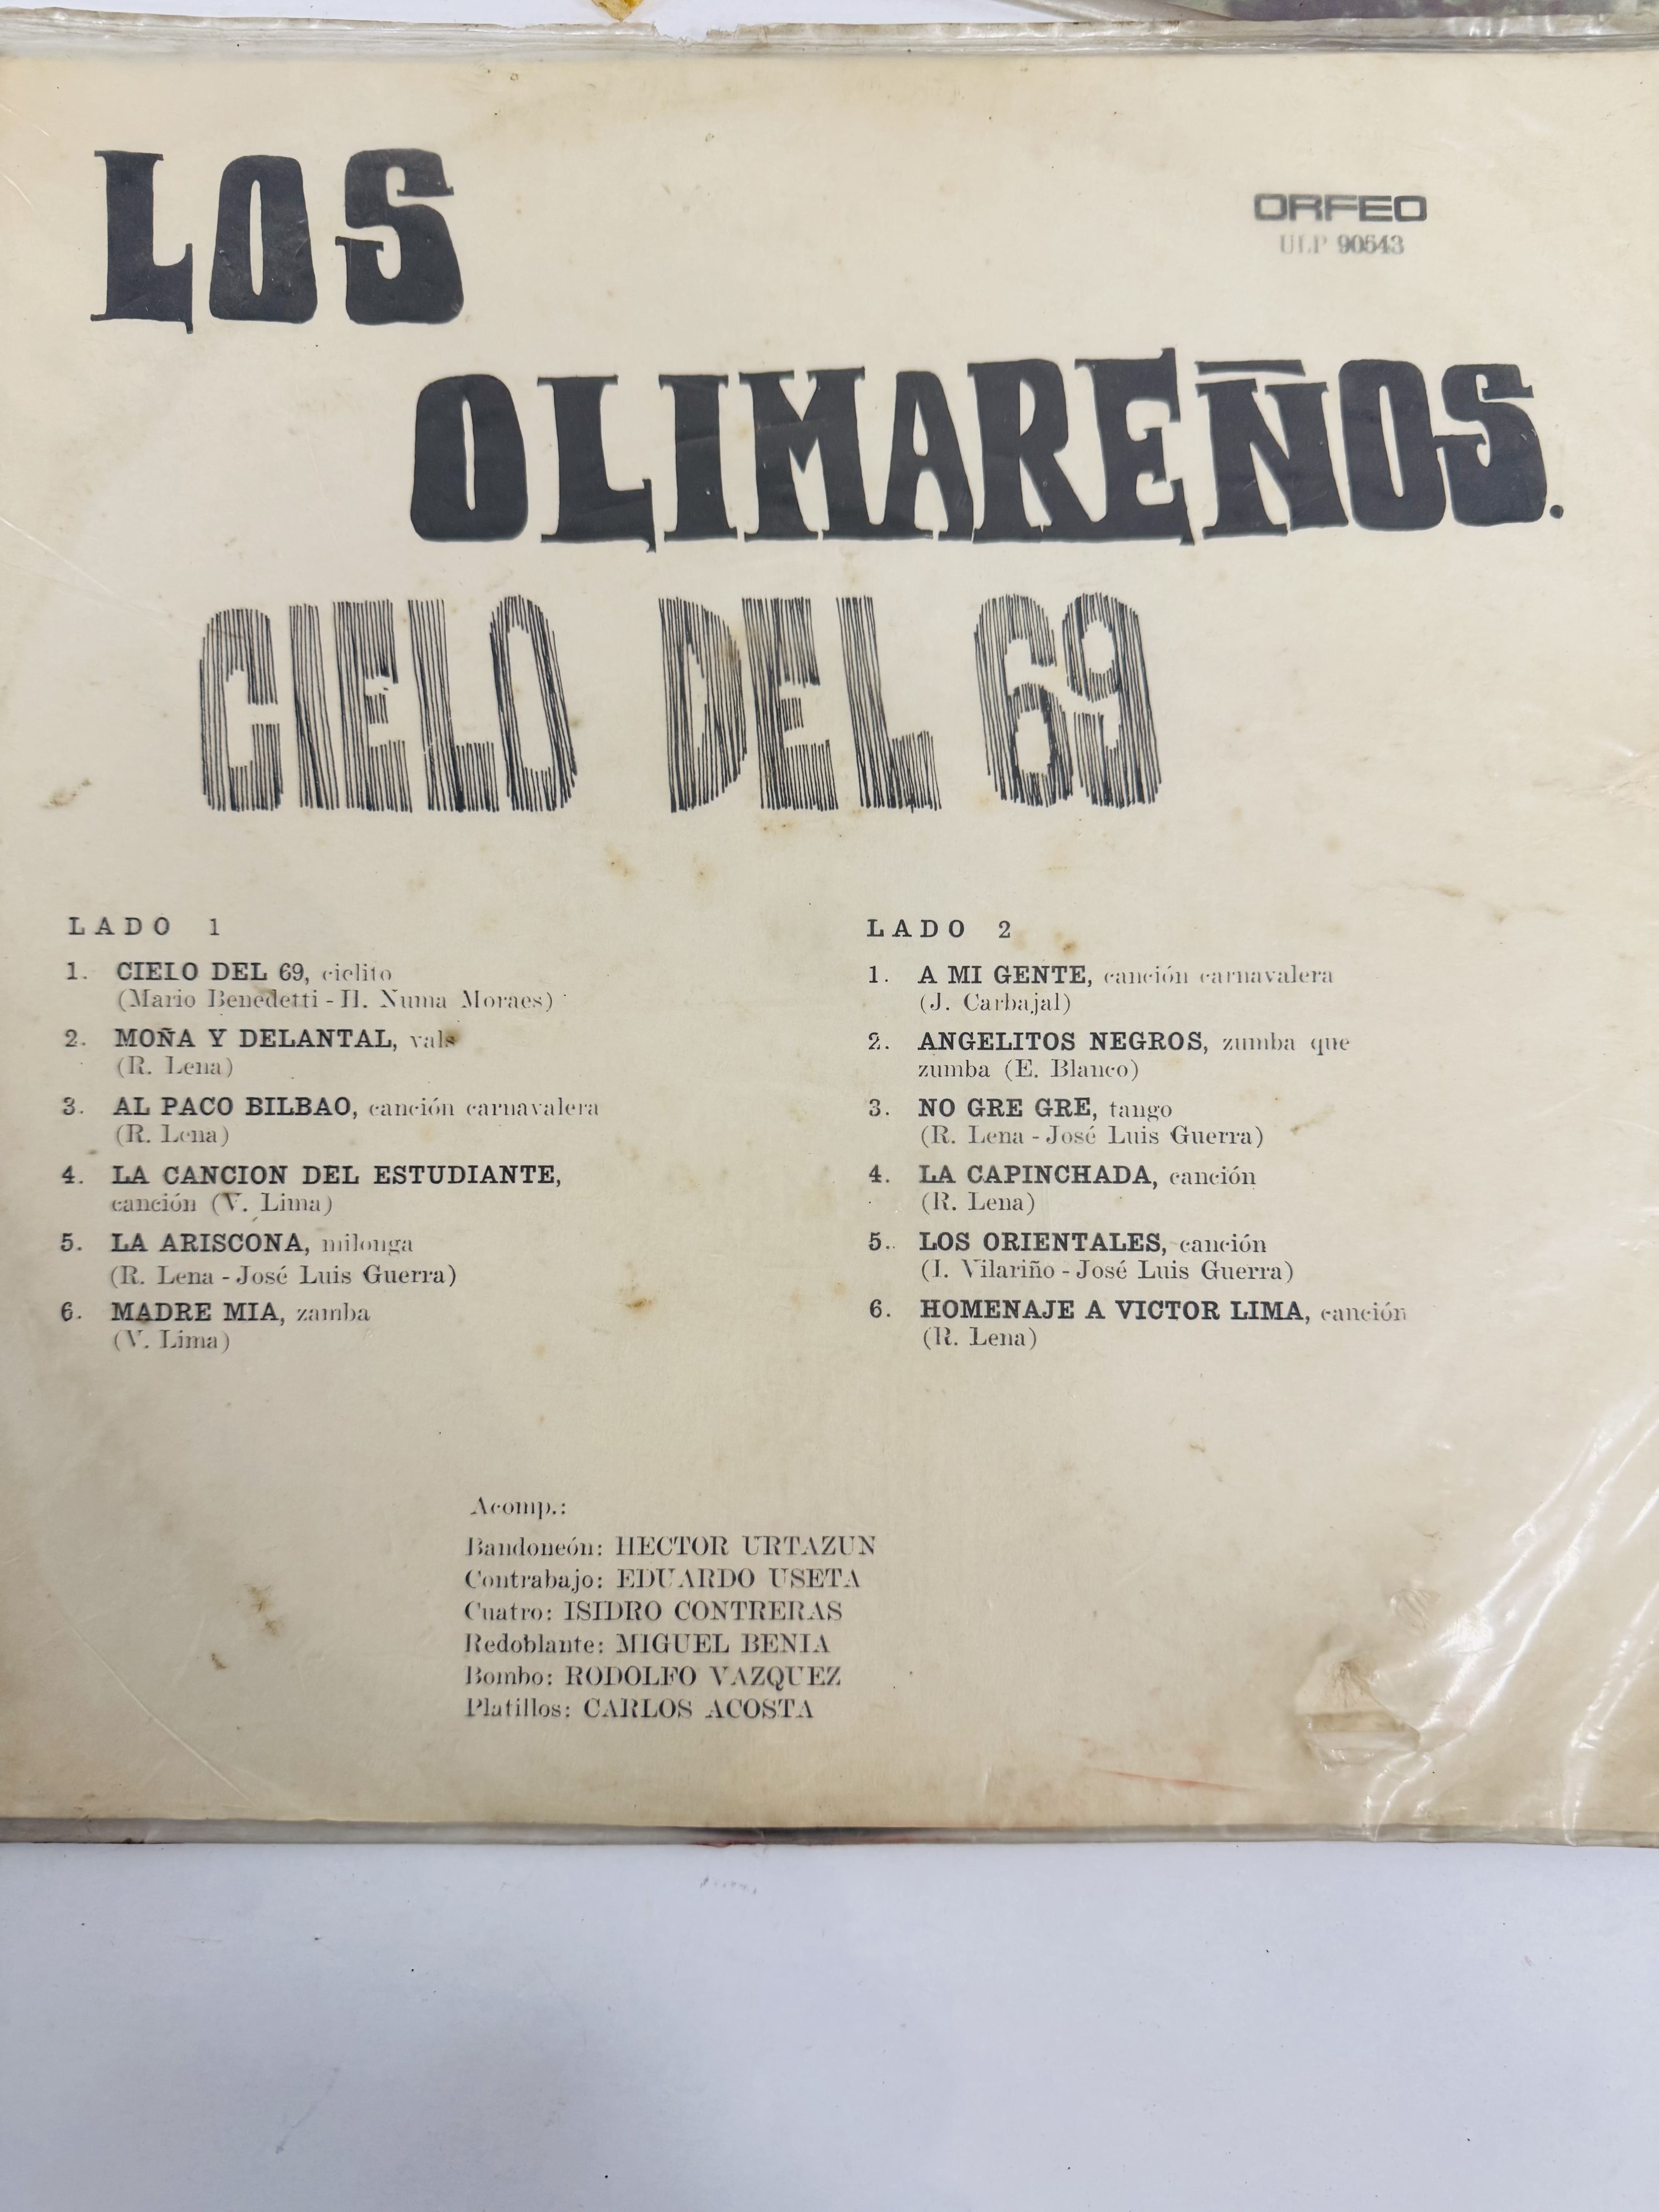 LOS
ORFEO
ULP 90543
OLIMAREÑOS.
CIELO DEL 69
LADO 1
1. CIELO DEL 69, cielito
(Mario Benedetti - H. Numa Moraes)
2. MOÑA Y DELANTAL, vals
(R. Lena)
3. AL PACO BILBAO, canción carnavalera
(R. Lena)
4. LA CANCION DEL ESTUDIANTE,
canción (V. Lima)
5. LA ARISCONA, milonga
(R. Lena - José Luis Guerra)
6. MADRE MIA, zamba
(V. Lima)
LADO 2
1. A MI GENTE, canción carnavalera
(J. Carbajal)
2. ANGELITOS NEGROS, zumba que
zumba (E. Blanco)
3. NO GRE GRE, tango
(R. Lena - José Luis Guerra)
4. LA CAPINCHADA, canción
(R. Lena)
5. LOS ORIENTALES, canción
(I. Vilariño - José Luis Guerra)
6. HOMENAJE A VICTOR LIMA, canción
(R. Lena)
Acomp.:
Bandoneón: HECTOR URTAZUN
Contrabajo: EDUARDO USETA
Cuatro: ISIDRO CONTRERAS
Redoblante: MIGUEL BENIA
Bombo: RODOLFO VAZQUEZ
Platillos: CARLOS ACOSTA